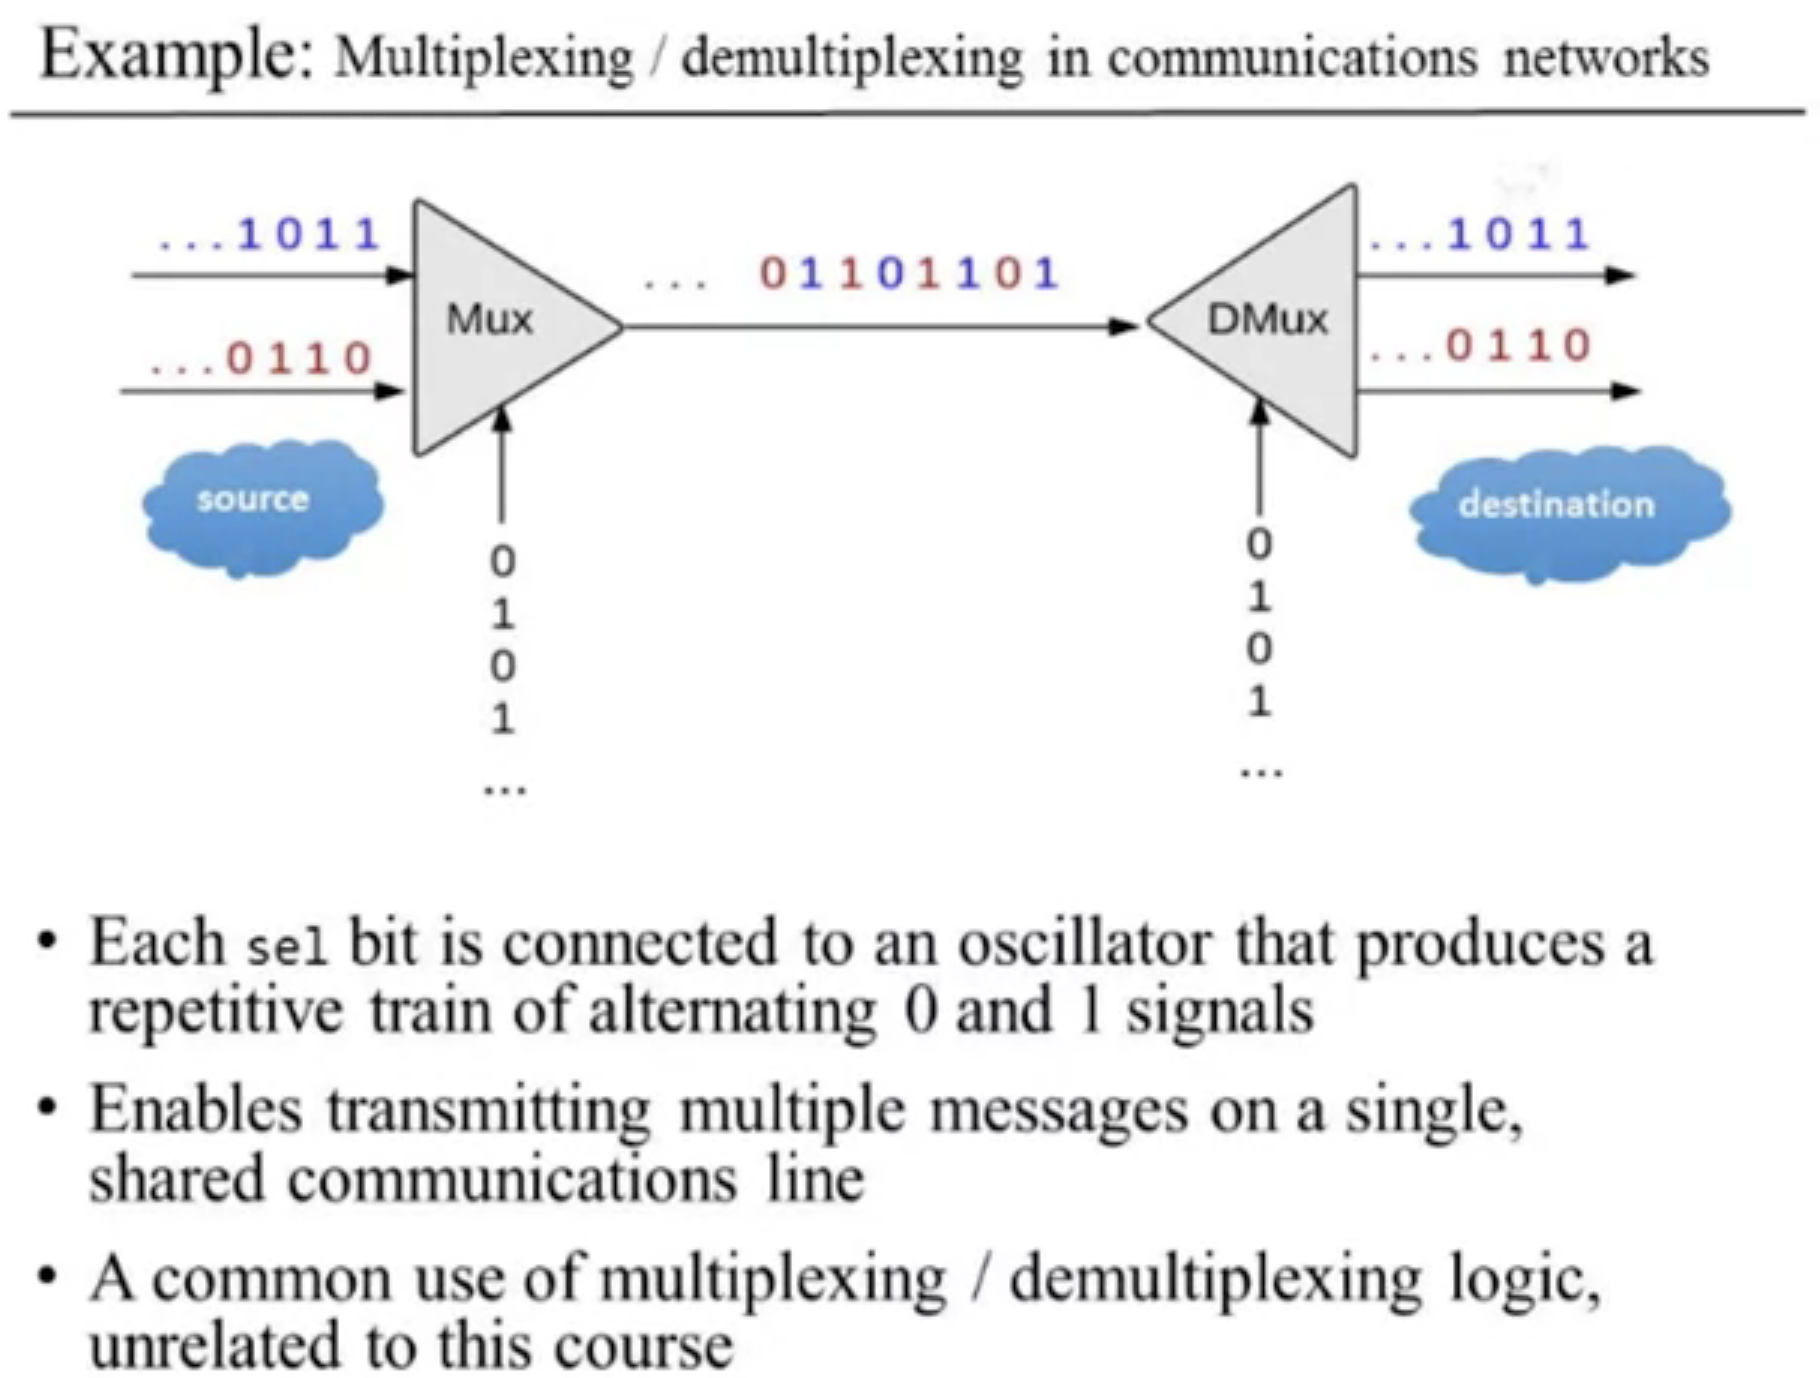 Example: Multiplexing / demultiplexing in communications networks
...1011
...0110
Mux
... 01101101
DMux
...1011
...0110
source
destination
0
1
0
1
...
0
1
0
1
...
• Each sel bit is connected to an oscillator that produces a
repetitive train of alternating 0 and 1 signals
• Enables transmitting multiple messages on a single,
shared communications line
• A common use of multiplexing / demultiplexing logic,
unrelated to this course